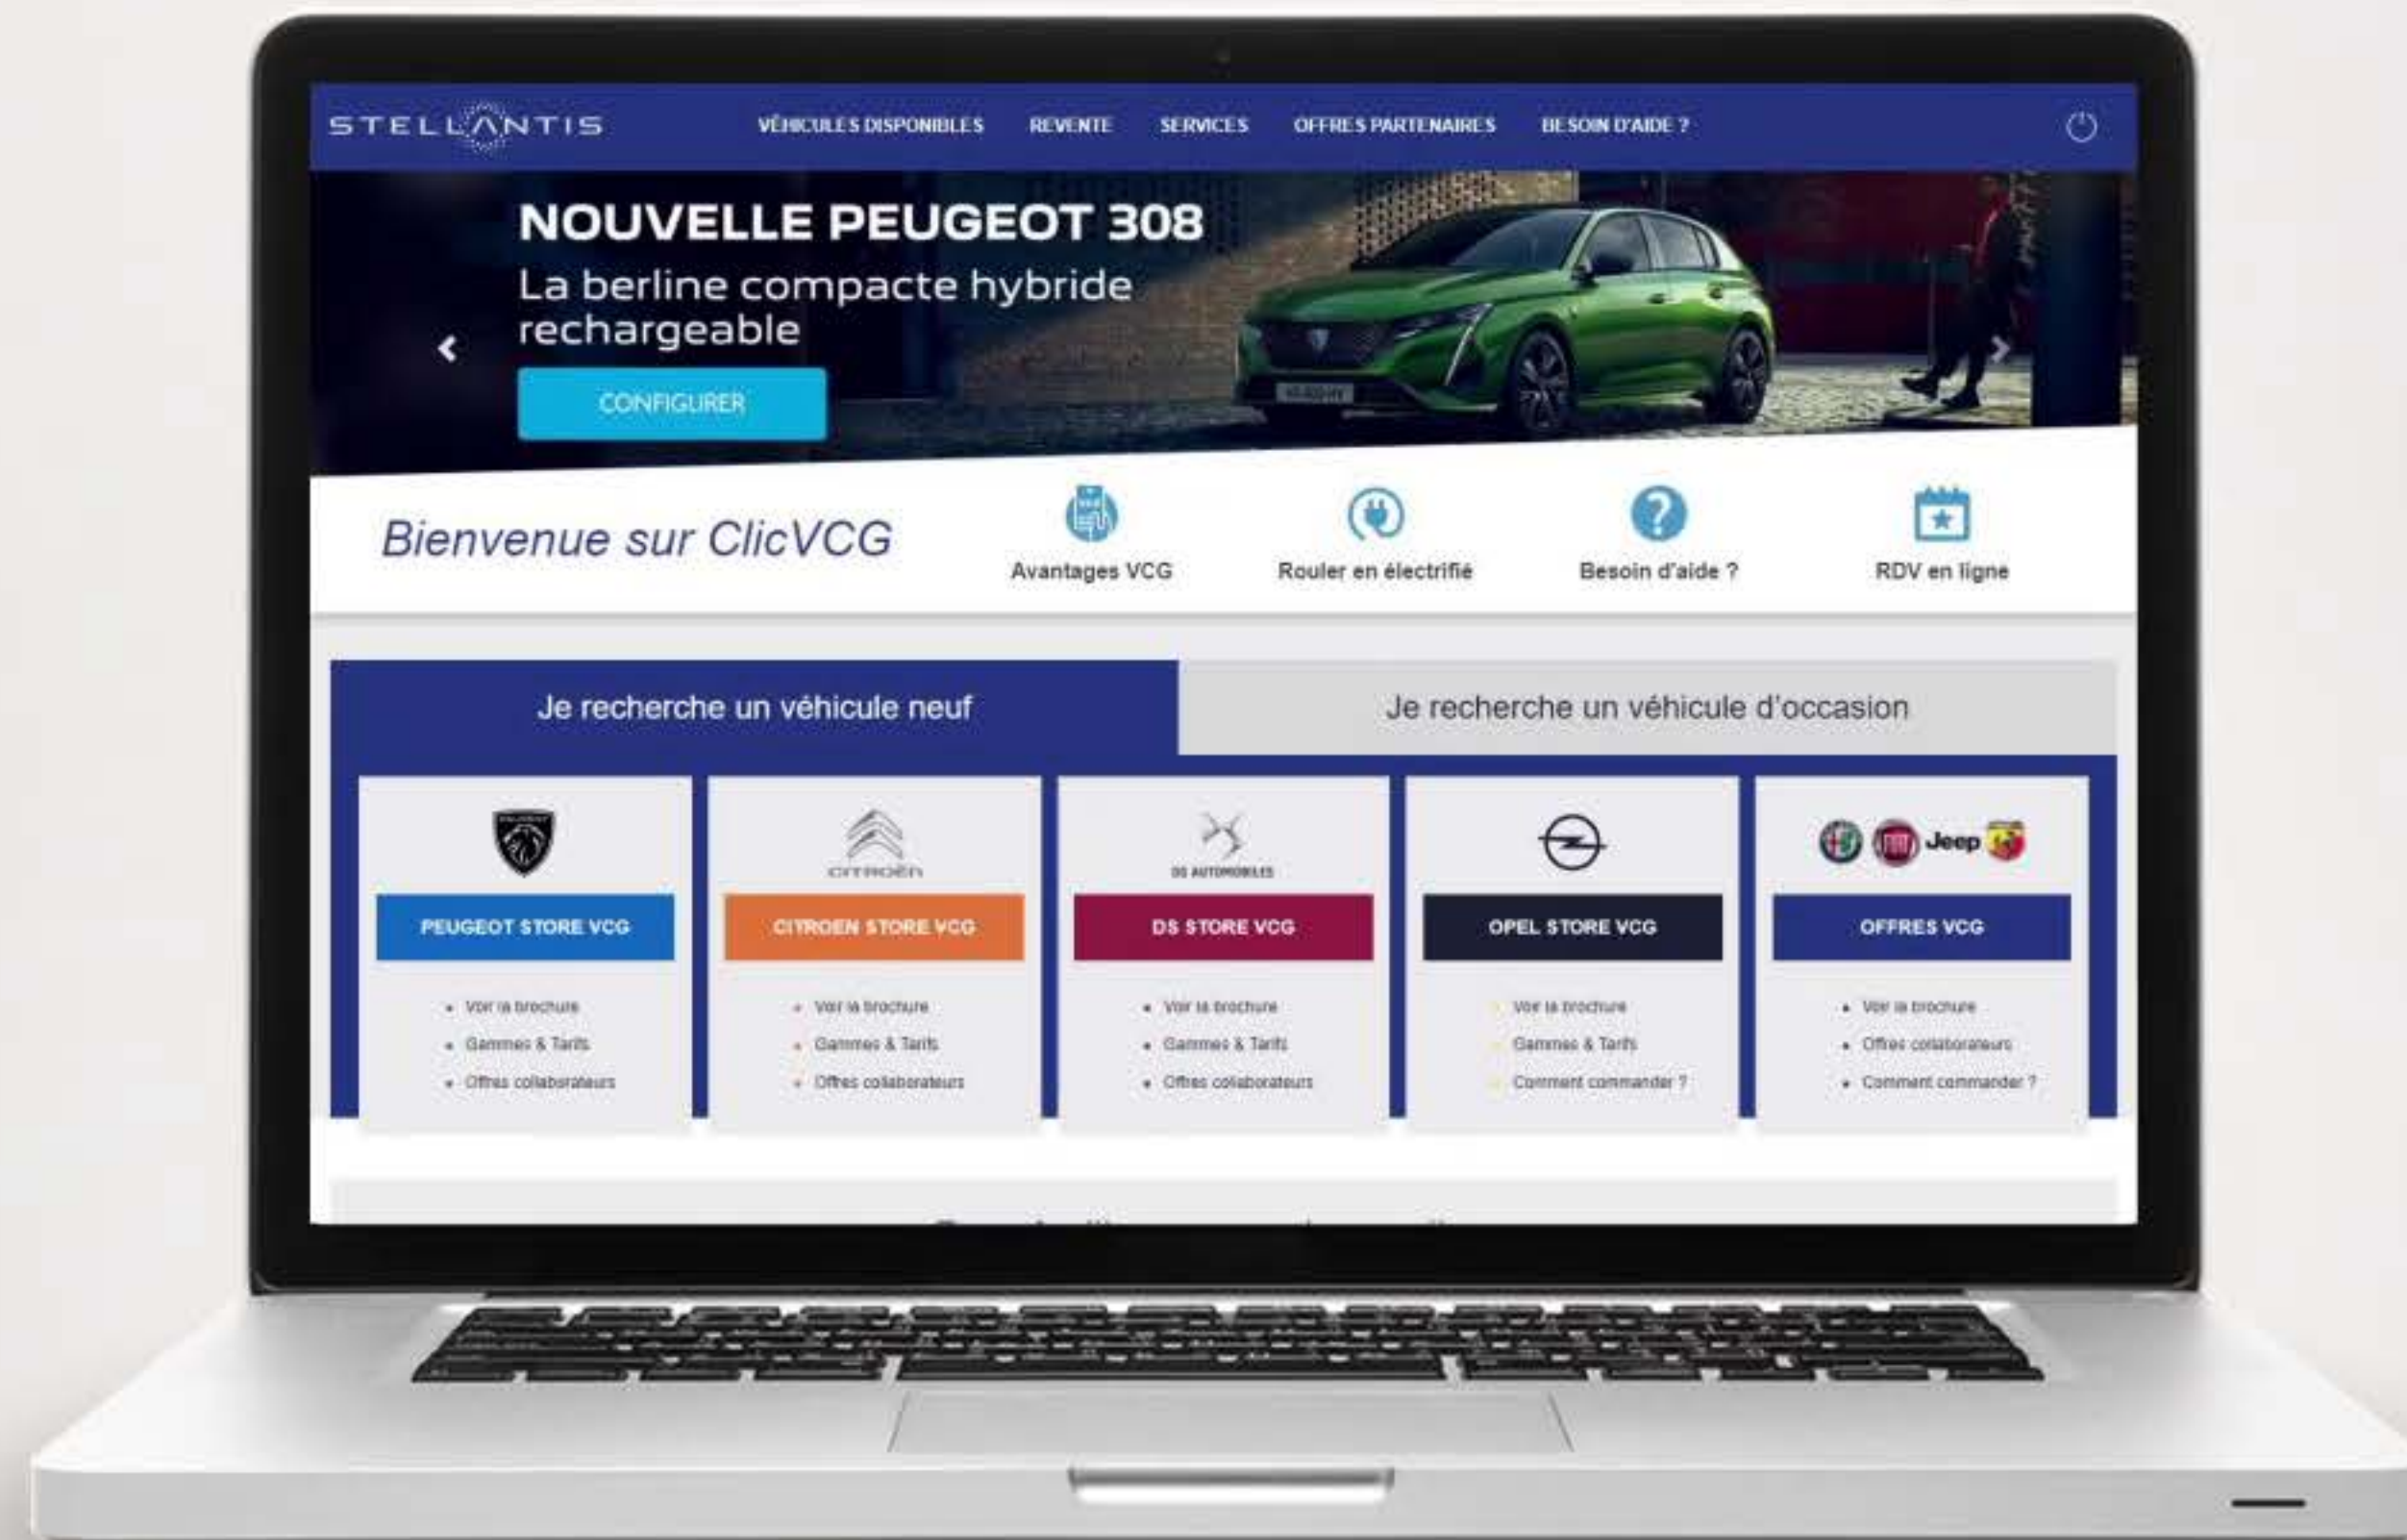 STELLANTIS
VÉHICULES DISPONIBLES REVENTE SERVICES OFFRES PARTENAIRES BESOIN D'AIDE ?
NOUVELLE PEUGEOT 308
La berline compacte hybride
rechargeable
CONFIGURER
Bienvenue sur ClicVCG
Avantages VCG
Rouler en électrifié
Besoin d'aide ?
RDV en ligne
Je recherche un véhicule neuf
Je recherche un véhicule d'occasion
PEUGEOT
PEUGEOT STORE VCG
Voir la brochure
Gammes & Tarifs
Offres collaborateurs
CITROËN
CITROEN STORE VCG
Voir la brochure
Gammes & Tarifs
Offres collaborateurs
DS AUTOMOBILES
DS STORE VCG
Voir la brochure
Gammes & Tarifs
Offres collaborateurs
OPEL STORE VCG
Voir la brochure
Gammes & Tarifs
Comment commander ?
FIAT Jeep
OFFRES VCG
Voir la brochure
Offres collaborateurs
Comment commander ?